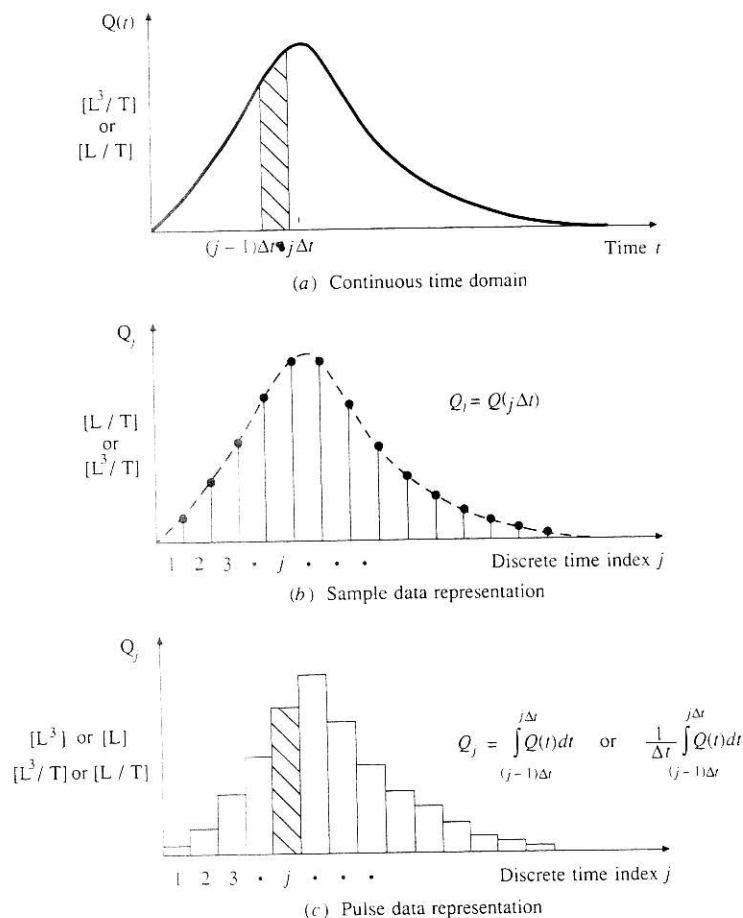 Q(t)
[L³/T]
or
[L / T]
(j − 1)Δt jΔt
Time t
(a) Continuous time domain
Qⱼ
[L / T]
or
[L³/T]
Qⱼ = Q(jΔt)
1 2 3 • j • • •
Discrete time index j
(b) Sample data representation
Qⱼ
[L³] or [L]
[L³/T] or [L / T]
Qⱼ = ∫_{(j−1)Δt}^{jΔt} Q(t)dt or 1/Δt ∫_{(j−1)Δt}^{jΔt} Q(t)dt
1 2 3 • j • • •
Discrete time index j
(c) Pulse data representation